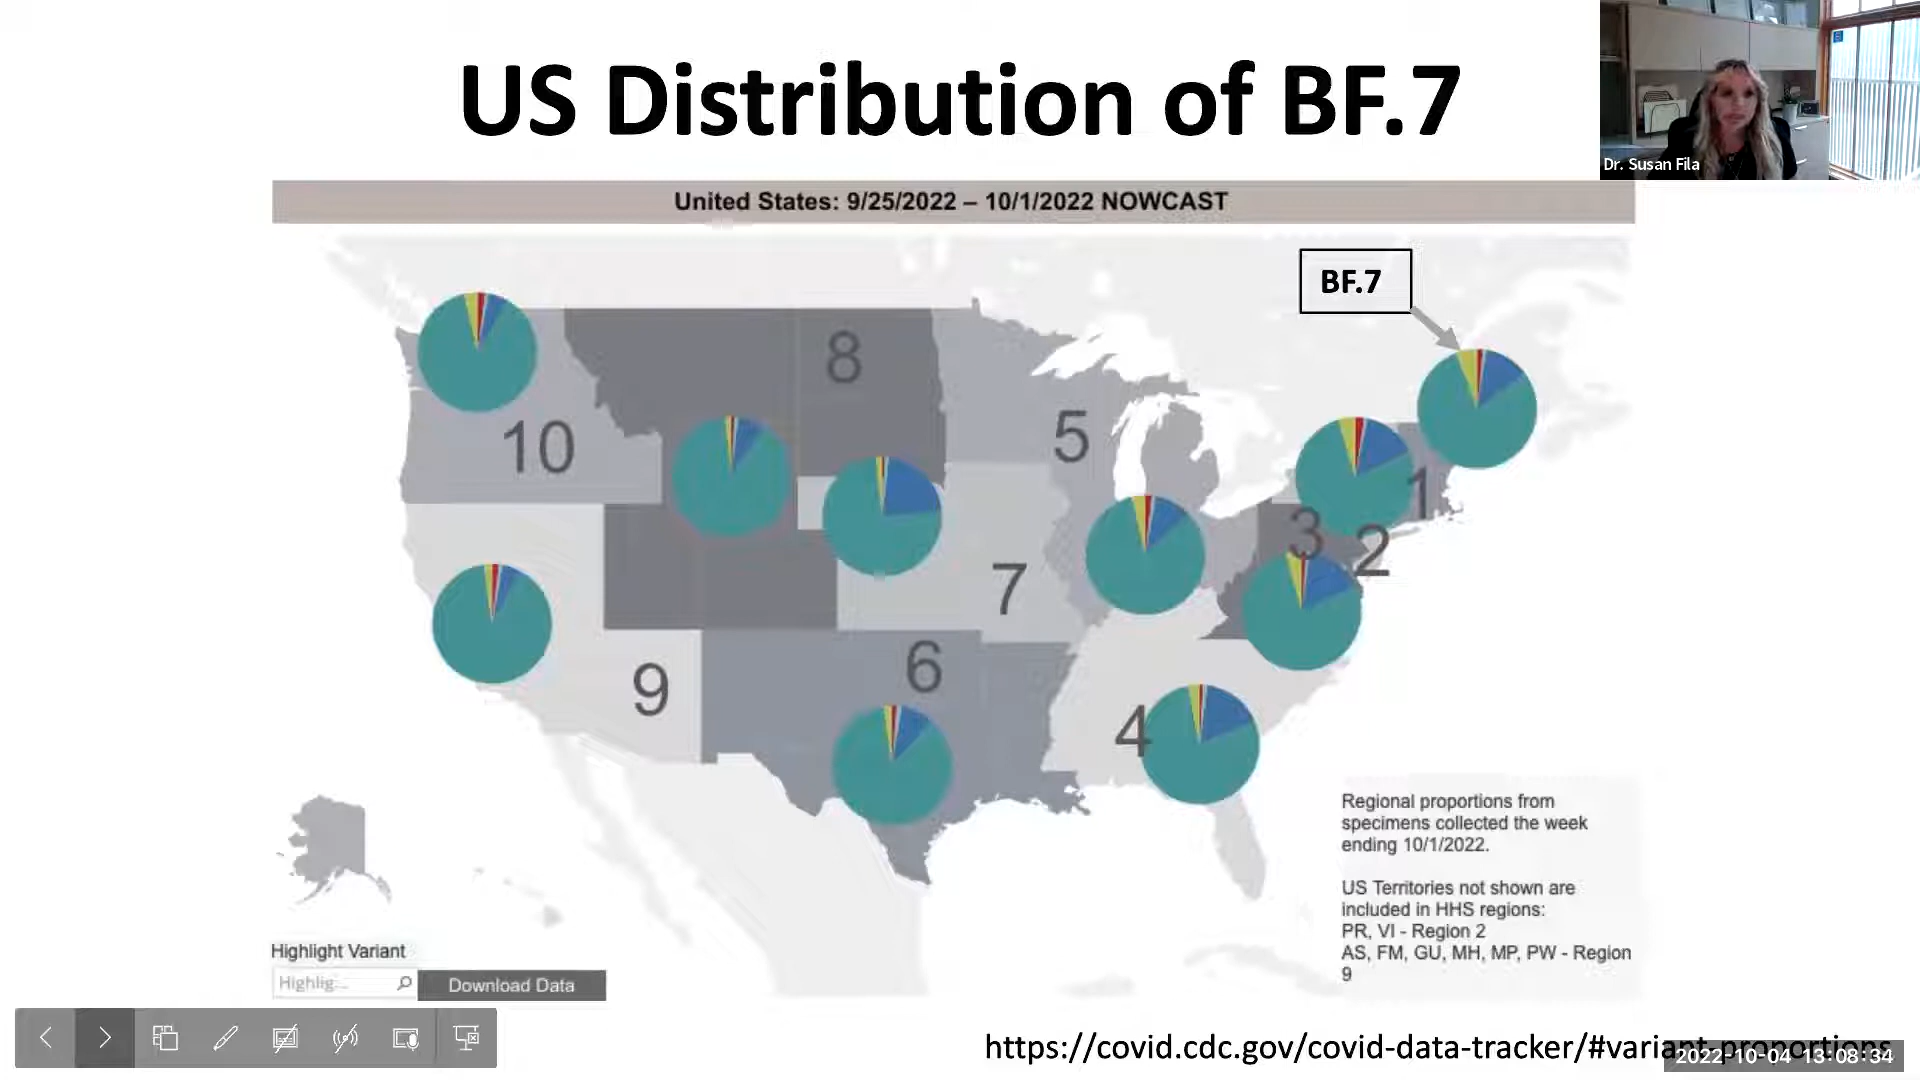 US Distribution of BF.7
Dr. Susan Fila
United States: 9/25/2022 – 10/1/2022 NOWCAST
BF.7
8
10
5
1
3
2
7
6
9
4
Regional proportions from
specimens collected the week
ending 10/1/2022.
US Territories not shown are
included in HHS regions:
PR, VI - Region 2
AS, FM, GU, MH, MP, PW - Region
9
Highlight Variant
Highlig...
Download Data
https://covid.cdc.gov/covid-data-tracker/#variant-proportions
2022-10-04 13:08:34